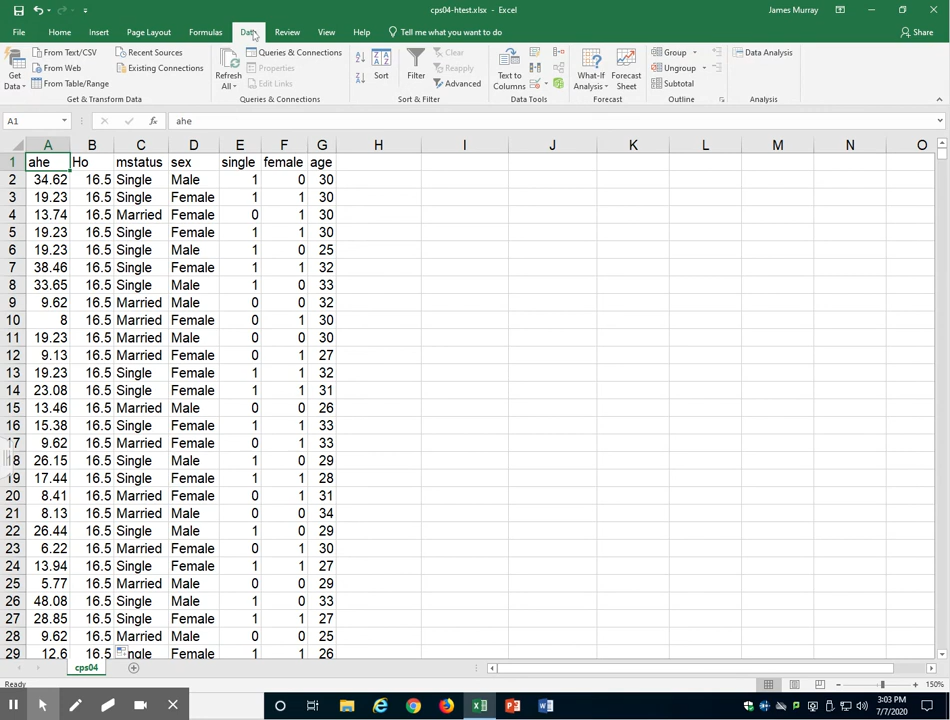 cps04-htest.xlsx - Excel
James Murray
File Home Insert Page Layout Formulas Data Review View Help Tell me what you want to do Share
Get Data
From Text/CSV
From Web
From Table/Range
Recent Sources
Existing Connections
Get & Transform Data
Refresh All
Queries & Connections
Properties
Edit Links
Queries & Connections
Sort
Filter
Clear
Reapply
Advanced
Sort & Filter
Text to Columns
Data Tools
What-If Analysis
Forecast Sheet
Forecast
Group
Ungroup
Subtotal
Outline
Data Analysis
Analysis
A1 fx ahe
A B C D E F G H I J K L M N O
1 ahe Ho mstatus sex single female age
2 34.62 16.5 Single Male 1 0 30
3 19.23 16.5 Single Female 1 1 30
4 13.74 16.5 Married Female 0 1 30
5 19.23 16.5 Single Female 1 1 30
6 19.23 16.5 Single Male 1 0 25
7 38.46 16.5 Single Female 1 1 32
8 33.65 16.5 Single Male 1 0 33
9 9.62 16.5 Married Male 0 0 32
10 8 16.5 Married Female 0 1 30
11 19.23 16.5 Married Male 0 0 30
12 9.13 16.5 Married Female 0 1 27
13 19.23 16.5 Single Female 1 1 32
14 23.08 16.5 Single Female 1 1 31
15 13.46 16.5 Married Male 0 0 26
16 15.38 16.5 Single Female 1 1 33
17 9.62 16.5 Married Female 0 1 33
18 26.15 16.5 Single Male 1 0 29
19 17.44 16.5 Single Female 1 1 28
20 8.41 16.5 Married Female 0 1 31
21 8.13 16.5 Married Male 0 0 34
22 26.44 16.5 Single Male 1 0 29
23 6.22 16.5 Married Female 0 1 30
24 13.94 16.5 Single Female 1 1 27
25 5.77 16.5 Married Male 0 0 29
26 48.08 16.5 Single Male 1 0 33
27 28.85 16.5 Single Female 1 1 27
28 9.62 16.5 Married Male 0 0 25
29 12.6 16.5 ngle Female 1 1 26
cps04
Ready 150%
3:03 PM
7/7/2020